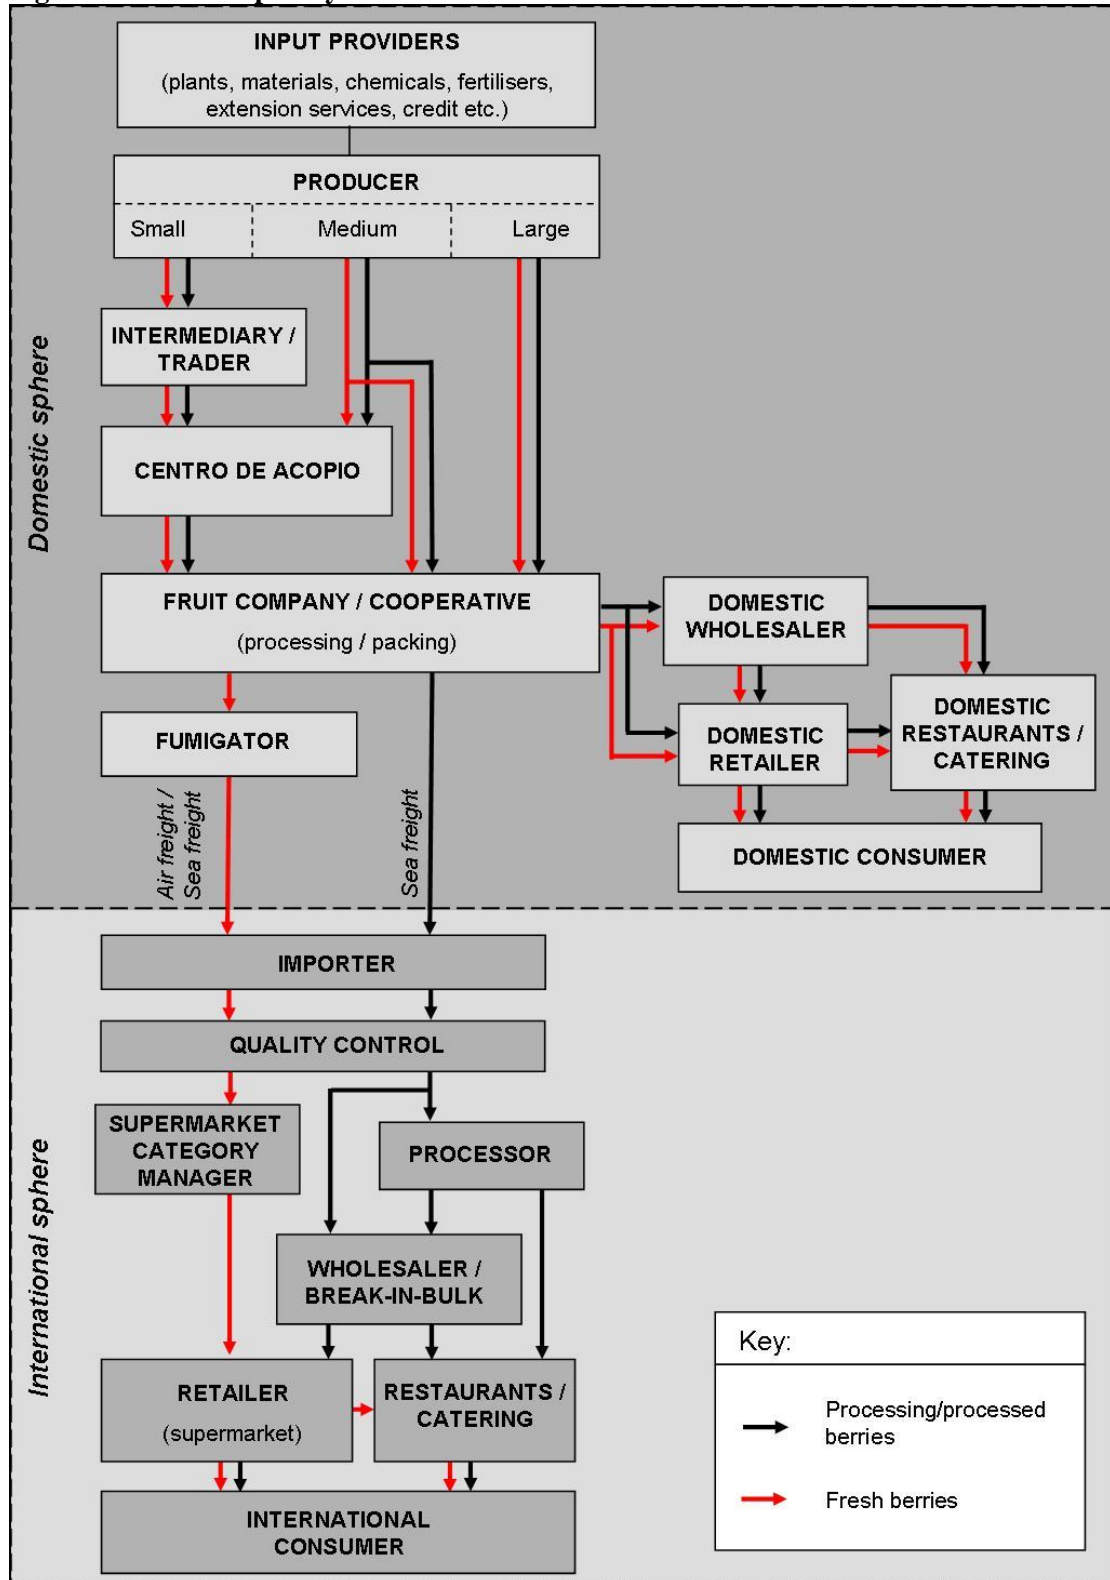 INPUT PROVIDERS
(plants, materials, chemicals, fertilisers,
extension services, credit etc.)
PRODUCER
Small
Medium
Large
INTERMEDIARY /
TRADER
CENTRO DE ACOPIO
FRUIT COMPANY / COOPERATIVE
(processing / packing)
DOMESTIC
WHOLESALER
DOMESTIC
RETAILER
DOMESTIC
RESTAURANTS /
CATERING
DOMESTIC CONSUMER
FUMIGATOR
Air freight /
Sea freight
Sea freight
Domestic sphere
IMPORTER
QUALITY CONTROL
SUPERMARKET
CATEGORY
MANAGER
PROCESSOR
WHOLESALER /
BREAK-IN-BULK
RETAILER
(supermarket)
RESTAURANTS /
CATERING
INTERNATIONAL
CONSUMER
International sphere
Key:
Processing/processed
berries
Fresh berries